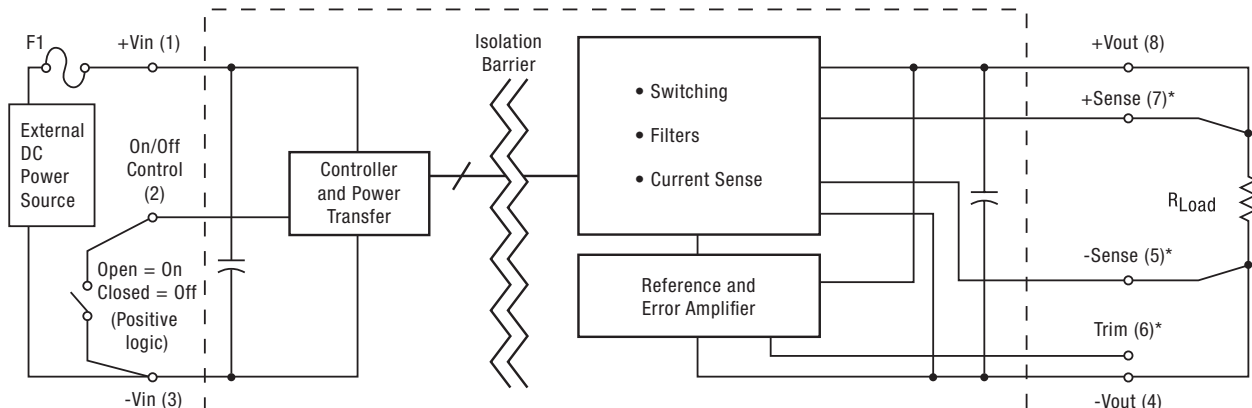 F1
+Vin (1)
External
DC
Power
Source
On/Off
Control
(2)
Open = On
Closed = Off
(Positive
logic)
-Vin (3)
Controller
and Power
Transfer
Isolation
Barrier
• Switching
• Filters
• Current Sense
Reference and
Error Amplifier
+Vout (8)
+Sense (7)*
RLoad
-Sense (5)*
Trim (6)*
-Vout (4)